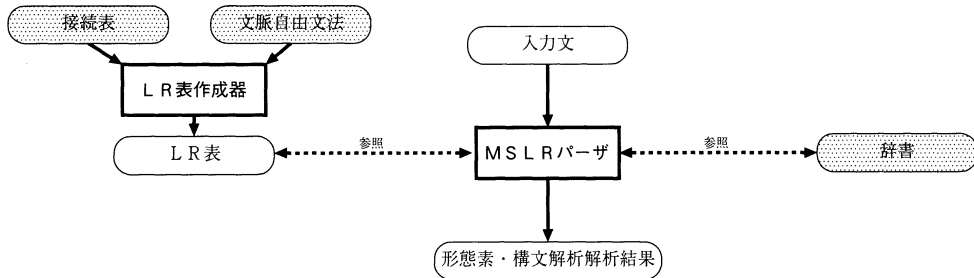 接続表
文脈自由文法
入力文
LR表作成器
LR表
参照
MSLRパーザ
参照
辞書
形態素・構文解析解析結果